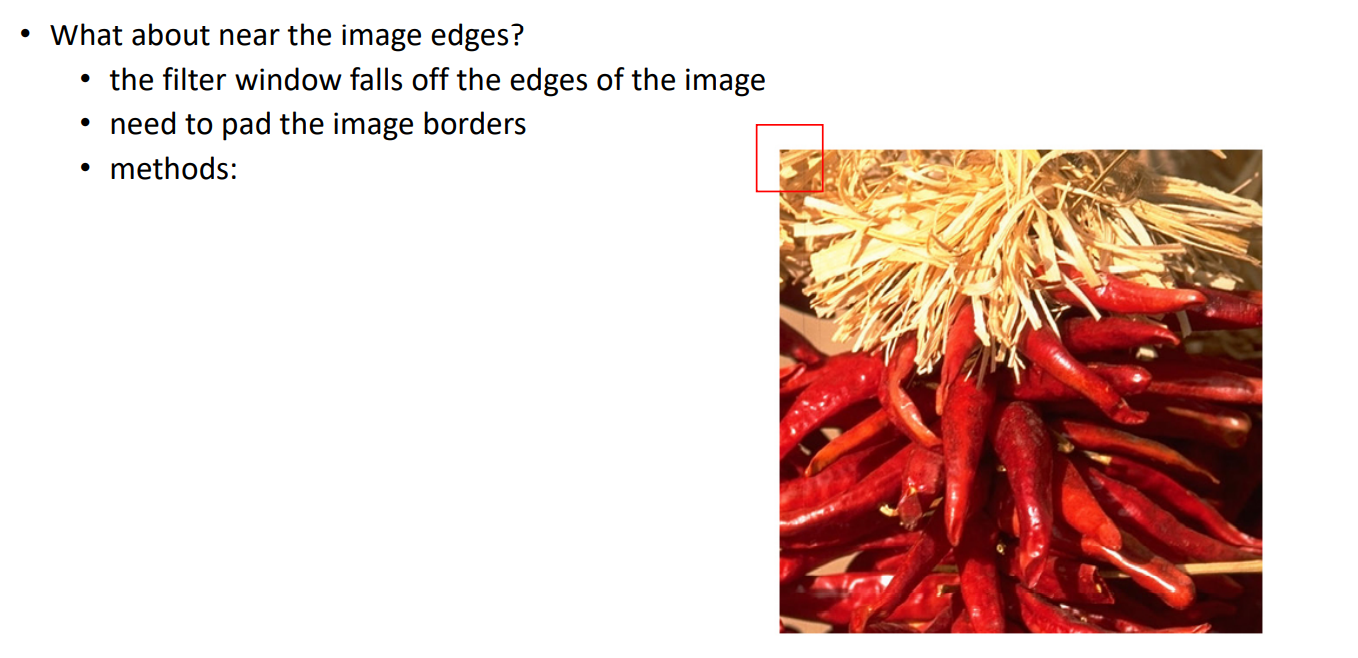 • What about near the image edges?
• the filter window falls off the edges of the image
• need to pad the image borders
• methods: